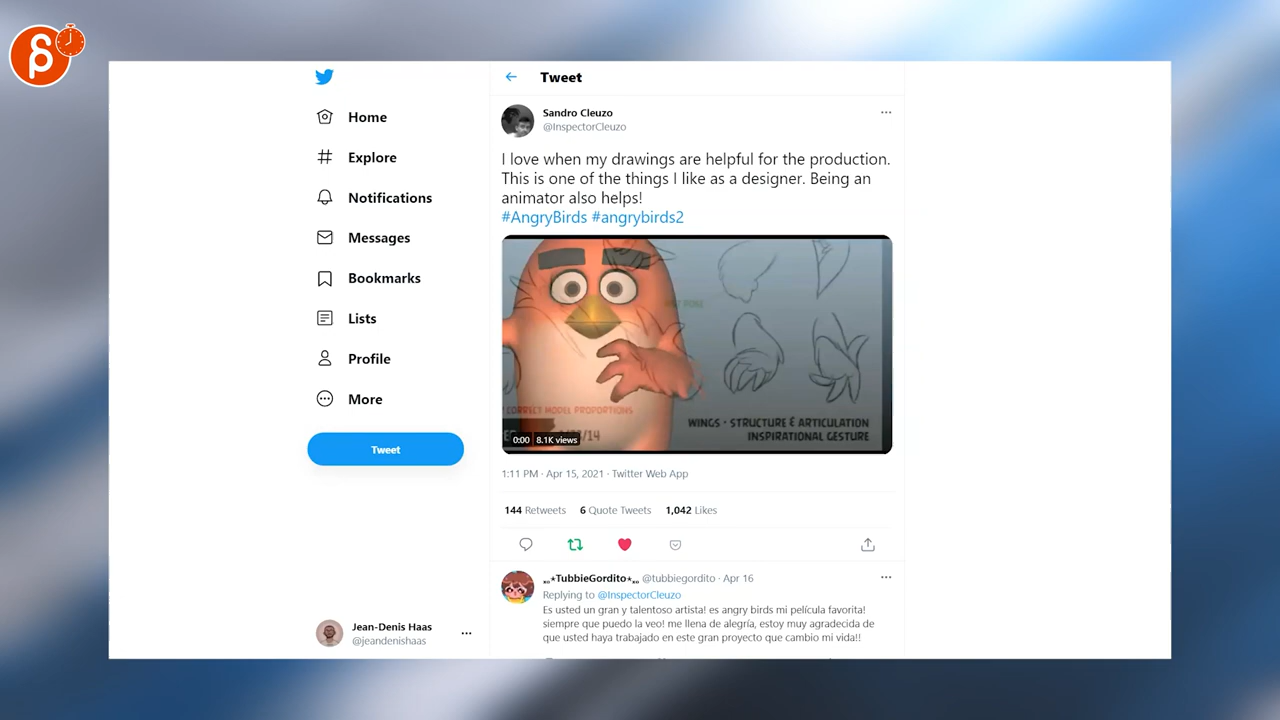 Tweet
Home
Explore
Notifications
Messages
Bookmarks
Lists
Profile
More
Tweet
Jean-Denis Haas
@jeandenishaas
Sandro Cleuzo
@InspectorCleuzo
I love when my drawings are helpful for the production.
This is one of the things I like as a designer. Being an
animator also helps!
#AngryBirds #angrybirds2
CORRECT MODEL PROPORTIONS
WINGS - STRUCTURE & ARTICULATION
INSPIRATIONAL GESTURE
0:00 8.1K views
1:11 PM · Apr 15, 2021 · Twitter Web App
144 Retweets 6 Quote Tweets 1,042 Likes
TubbieGordito @tubbiegordito · Apr 16
Replying to @InspectorCleuzo
Es usted un gran y talentoso artista! es angry birds mi película favorita!
siempre que puedo la veo! me llena de alegría, estoy muy agradecida de
que usted haya trabajado en este gran proyecto que cambio mi vida!!